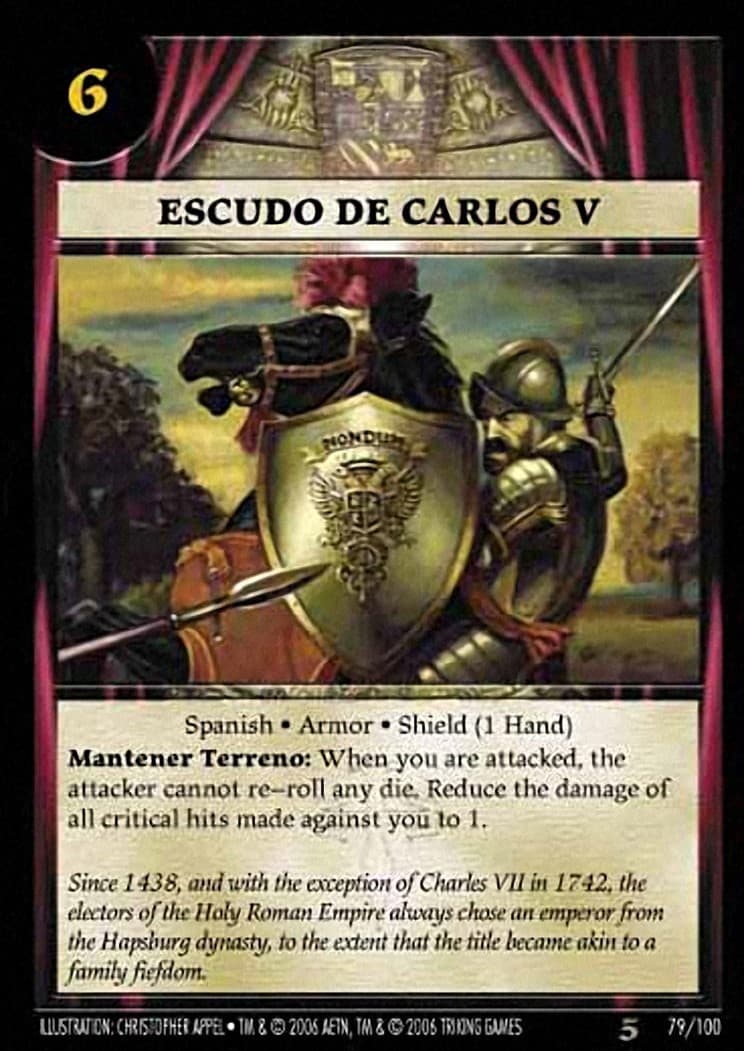 6
ESCUDO DE CARLOS V
NONDUM
Spanish • Armor • Shield (1 Hand)
Mantener Terreno: When you are attacked, the
attacker cannot re-roll any die. Reduce the damage of
all critical hits made against you to 1.
Since 1438, and with the exception of Charles VII in 1742, the
electors of the Holy Roman Empire always chose an emperor from
the Hapsburg dynasty, to the extent that the title became akin to a
family fiefdom.
ILLUSTRATION: CHRISTOPHER APPEL • TM & © 2006 AETN, TM & © 2006 TRIKING GAMES 5 79/100